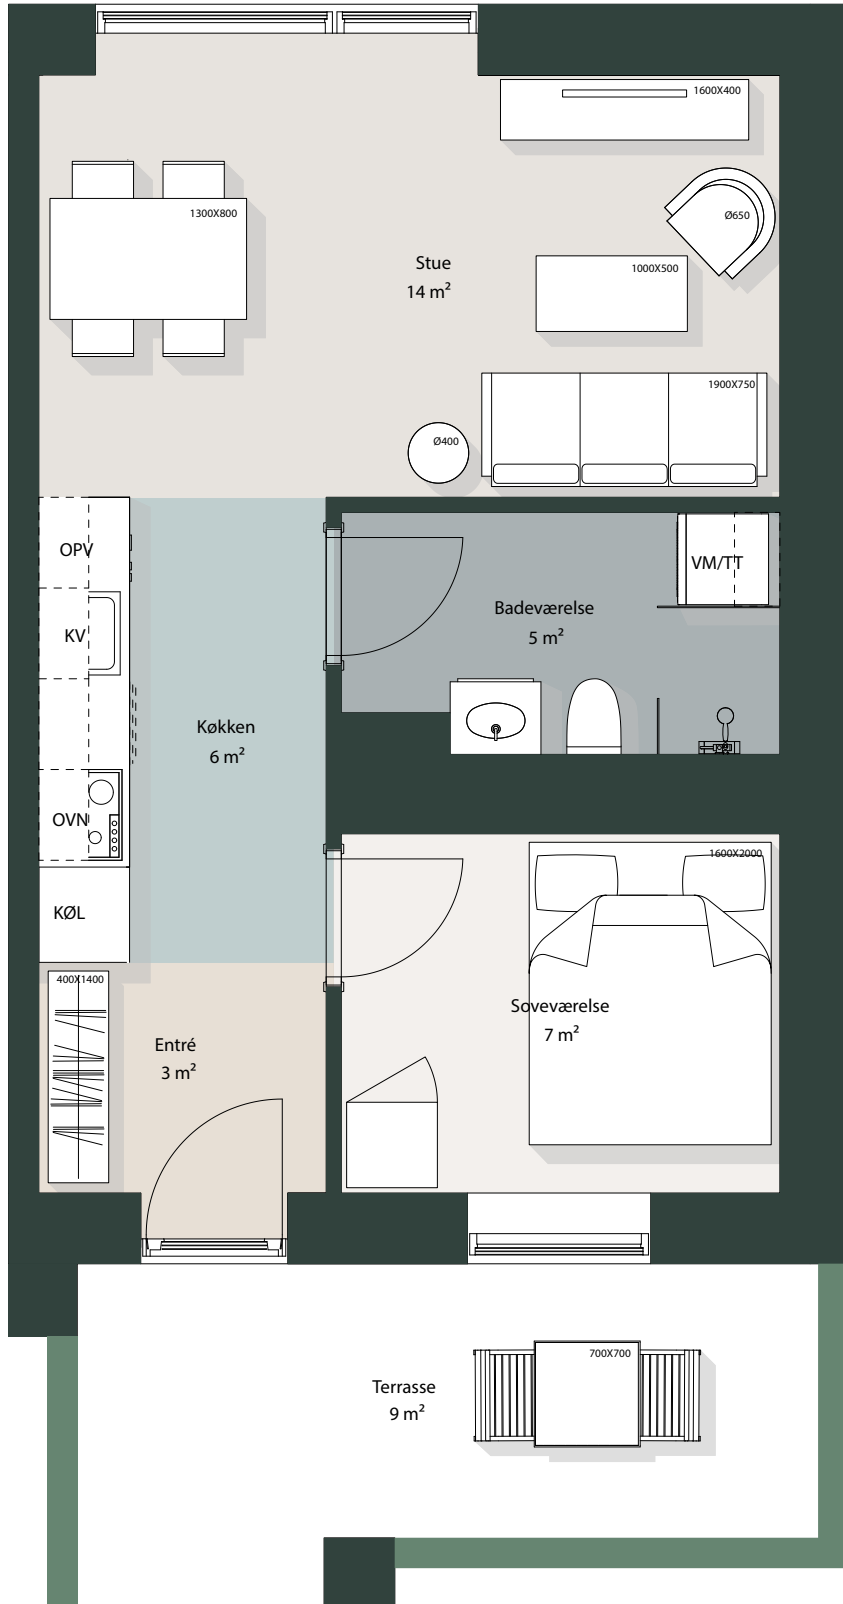 1600X400
1300X800
Ø650
Stue
14 m²
1000X500
1900X750
Ø400
OPV
VM/TT
Badeværelse
5 m²
KV
Køkken
6 m²
OVN
1600X2000
KØL
400X1400
Soveværelse
7 m²
Entré
3 m²
700X700
Terrasse
9 m²